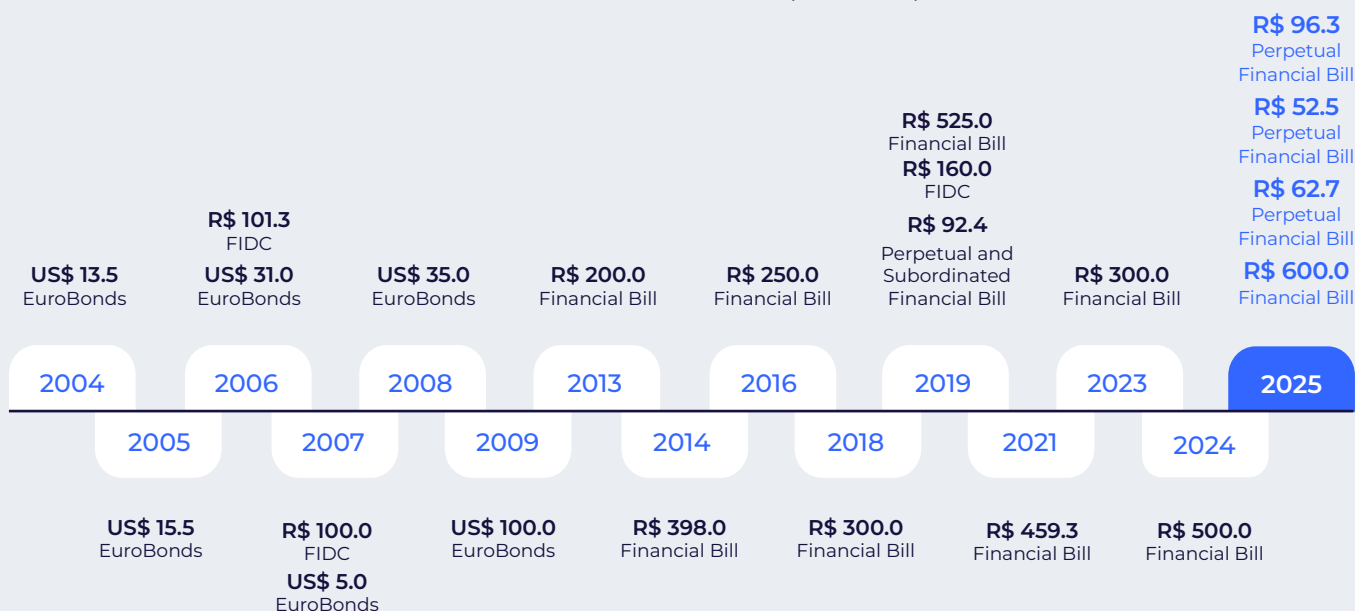 R$ 96.3
Perpetual
Financial Bill
R$ 52.5
Perpetual
Financial Bill
R$ 62.7
Perpetual
Financial Bill
R$ 600.0
Financial Bill
R$ 525.0
Financial Bill
R$ 160.0
FIDC
R$ 92.4
Perpetual and
Subordinated
Financial Bill
R$ 101.3
FIDC
US$ 31.0
EuroBonds
US$ 13.5
EuroBonds
US$ 35.0
EuroBonds
R$ 200.0
Financial Bill
R$ 250.0
Financial Bill
R$ 300.0
Financial Bill
2004
2006
2008
2013
2016
2019
2023
2025
2005
2007
2009
2014
2018
2021
2024
US$ 15.5
EuroBonds
R$ 100.0
FIDC
US$ 5.0
EuroBonds
US$ 100.0
EuroBonds
R$ 398.0
Financial Bill
R$ 300.0
Financial Bill
R$ 459.3
Financial Bill
R$ 500.0
Financial Bill